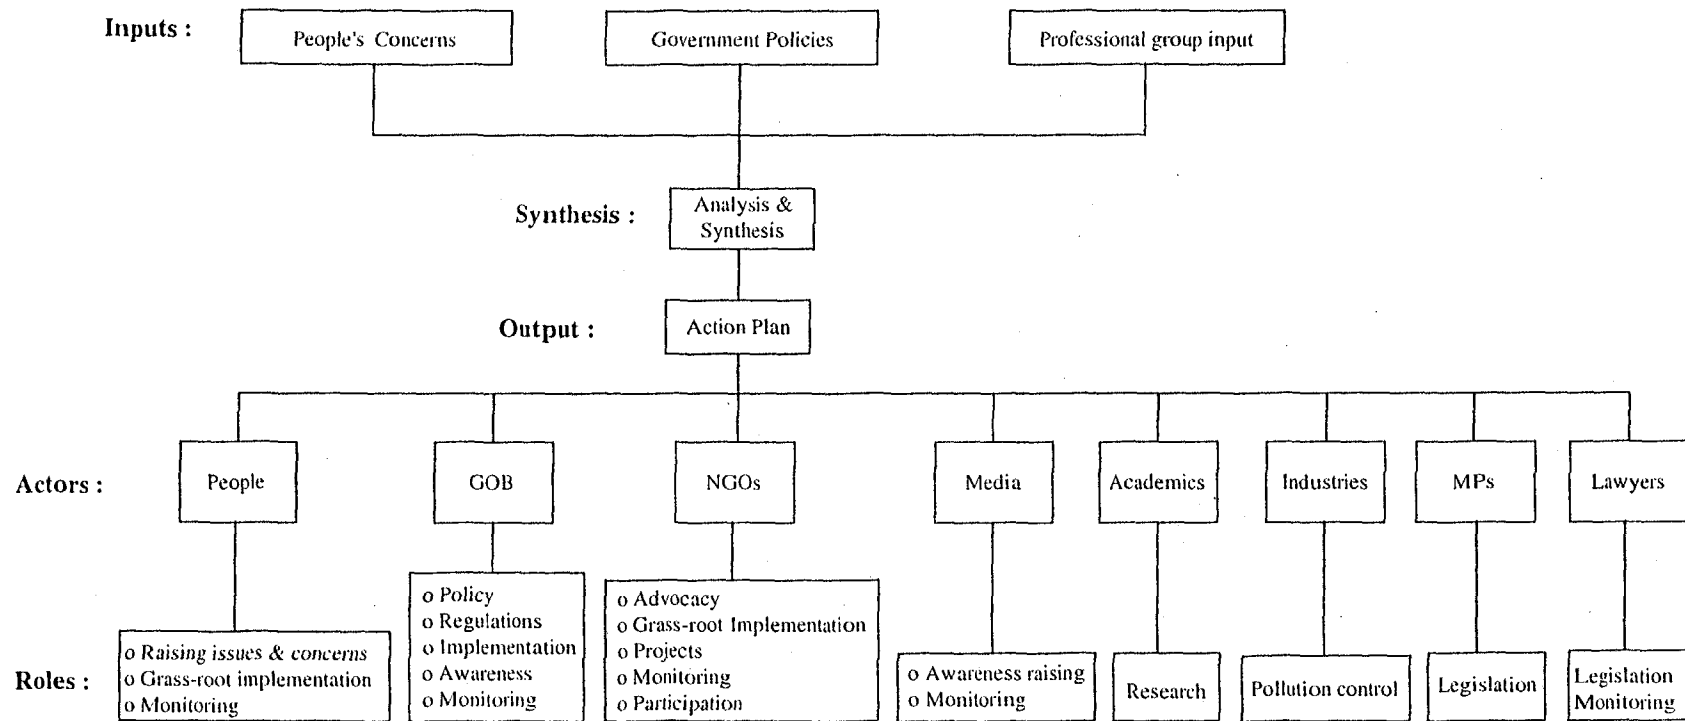 Inputs :
People's Concerns
Government Policies
Professional group input
Synthesis :
Analysis &
Synthesis
Output :
Action Plan
Actors :
People
GOB
NGOs
Media
Academics
Industries
MPs
Lawyers
Roles :
o Raising issues & concerns
o Grass-root implementation
o Monitoring
o Policy
o Regulations
o Implementation
o Awareness
o Monitoring
o Advocacy
o Grass-root Implementation
o Projects
o Monitoring
o Participation
o Awareness raising
o Monitoring
Research
Pollution control
Legislation
Legislation
Monitoring